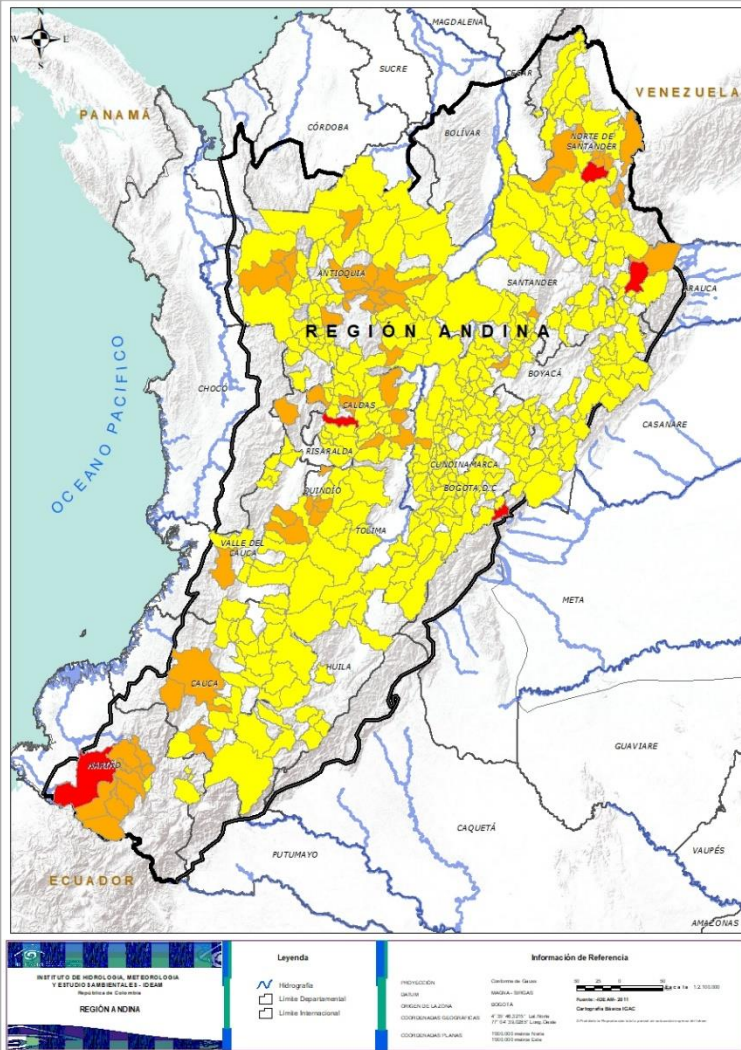 N
W
E
S
MAGDALENA
SUCRE
CESAR
VENEZUELA
PANAMÁ
CÓRDOBA
BOLÍVAR
NORTE DE
SANTANDER
ANTIOQUIA
SANTANDER
ARAUCA
REGIÓN ANDINA
BOYACÁ
CHOCÓ
CALDAS
CASANARE
OCEANO PACÍFICO
RISARALDA
CUNDINAMARCA
QUINDIO
BOGOTA, D.C
TOLIMA
VALLE DEL
CAUCA
META
HUILA
CAUCA
GUAVIARE
NARIÑO
CAQUETÁ
VAUPÉS
PUTUMAYO
ECUADOR
AMAZONAS
INSTITUTO DE HIDROLOGIA, METEOROLOGIA
Y ESTUDIOS AMBIENTALES - IDEAM
República de Colombia
REGIÓN ANDINA
Leyenda
Hidrografía
Límite Departamental
Límite Internacional
Información de Referencia
PROYECCIÓN Conforme de Gauss
DATUM MAGNA - SIRGAS
ORIGEN DE LA ZONA BOGOTÁ
COORDENADAS GEOGRÁFICAS
COORDENADAS PLANAS
Fuente: IDEAM- 2011
Cartografía Básica IGAC